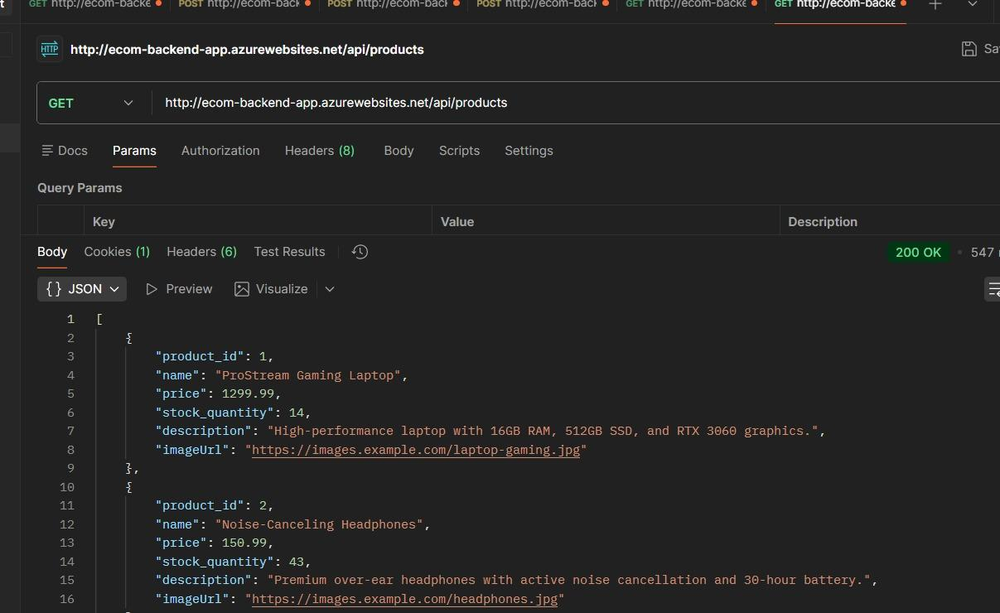 GET http://ecom-backe POST http://ecom-back POST http://ecom-back POST http://ecom-back GET http://ecom-backe GET http://ecom-backe
HTTP http://ecom-backend-app.azurewebsites.net/api/products
GET http://ecom-backend-app.azurewebsites.net/api/products
Docs Params Authorization Headers (8) Body Scripts Settings
Query Params
Key Value Description
Body Cookies (1) Headers (6) Test Results 200 OK • 547
{} JSON Preview Visualize
1 [
2 {
3 "product_id": 1,
4 "name": "ProStream Gaming Laptop",
5 "price": 1299.99,
6 "stock_quantity": 14,
7 "description": "High-performance laptop with 16GB RAM, 512GB SSD, and RTX 3060 graphics.",
8 "imageUrl": "https://images.example.com/laptop-gaming.jpg"
9 },
10 {
11 "product_id": 2,
12 "name": "Noise-Canceling Headphones",
13 "price": 150.99,
14 "stock_quantity": 43,
15 "description": "Premium over-ear headphones with active noise cancellation and 30-hour battery.",
16 "imageUrl": "https://images.example.com/headphones.jpg"